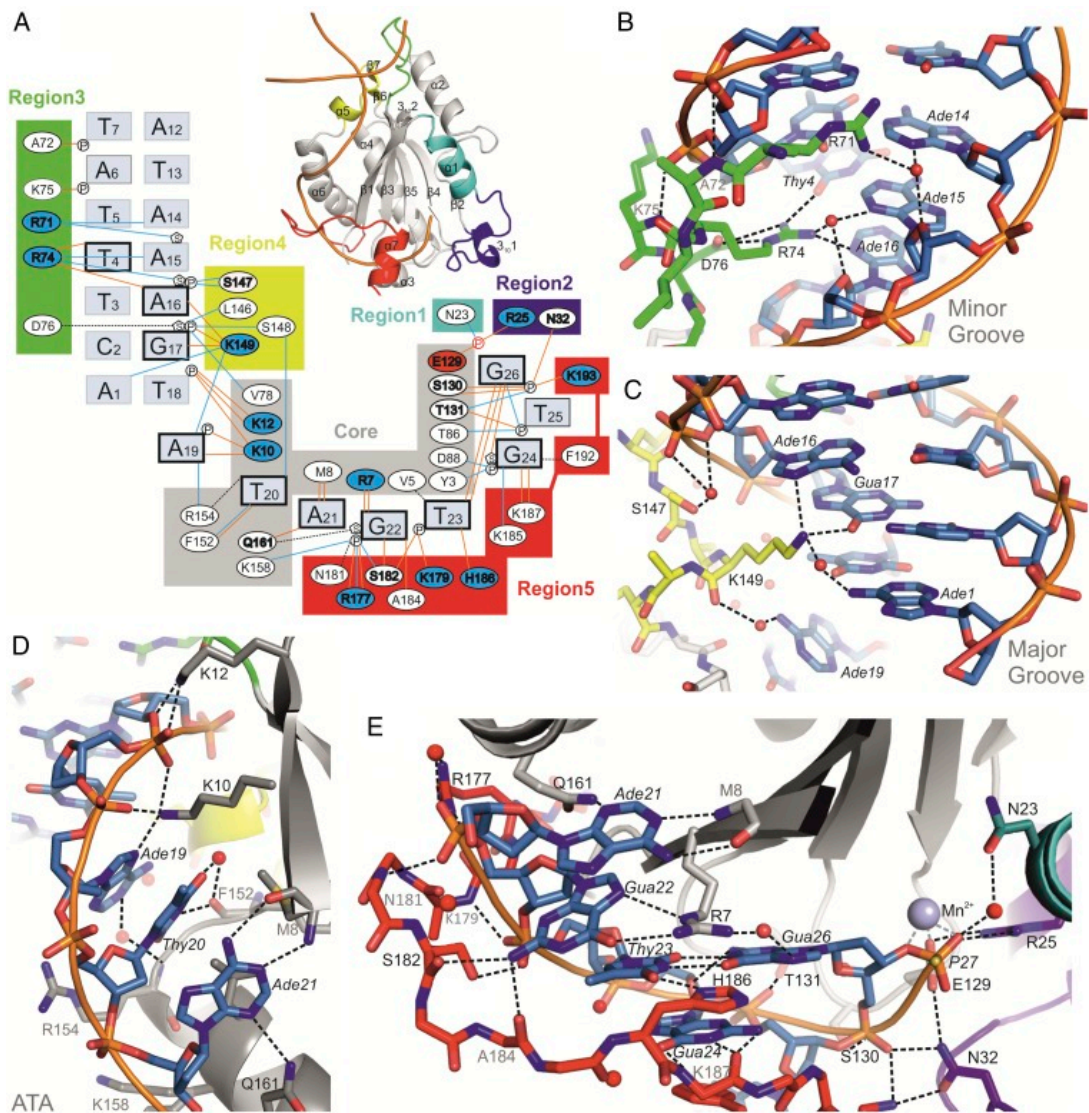 A
Region3
A72
P
T7
A12
K75
P
A6
T13
R71
T5
A14
S
R74
T4
A15
S P
S147
Region4
T3
A16
L146
D76
S P
S148
C2
G17
K149
P
A1
T18
V78
K12
A19
P
K10
Core
R154
T20
M8
R7
V5
Y3
F152
A21
G22
T23
Q161
S
P
K158
N181
R177
S182
A184
K179
H186
Region5
Region1
N23
Region2
R25
N32
P
E129
S130
G26
P
K193
T131
T25
T86
P
D88
S
P
G24
F192
K187
K185
β7
β6
α5
3₁₀2
α2
α4
α1
α6
β1
β3
β5
β4
β2
α7
α3
3₁₀1
B
R71
Ade14
A72
Thy4
K75
Ade15
D76
R74
Ade16
Minor
Groove
C
Ade16
Gua17
S147
K149
Ade1
Ade19
Major
Groove
D
K12
K10
Ade19
F152
M8
Thy20
Ade21
R154
Q161
K158
ATA
E
R177
Q161
Ade21
M8
N23
Gua22
N181
K179
R7
Mn2+
Gua26
R25
S182
Thy23
P27
H186
T131
E129
A184
Gua24
K187
S130
N32